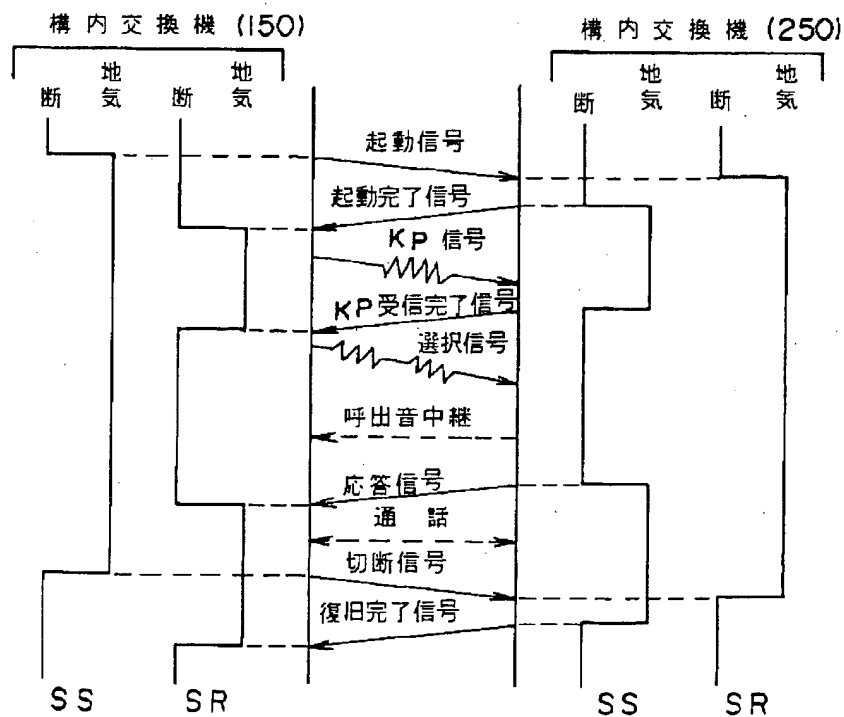 構内交換機(150)
構内交換機(250)
断
地気
断
地気
断
地気
断
地気
起動信号
起動完了信号
KP信号
KP受信完了信号
選択信号
呼出音中継
応答信号
通話
切断信号
復旧完了信号
SS
SR
SS
SR